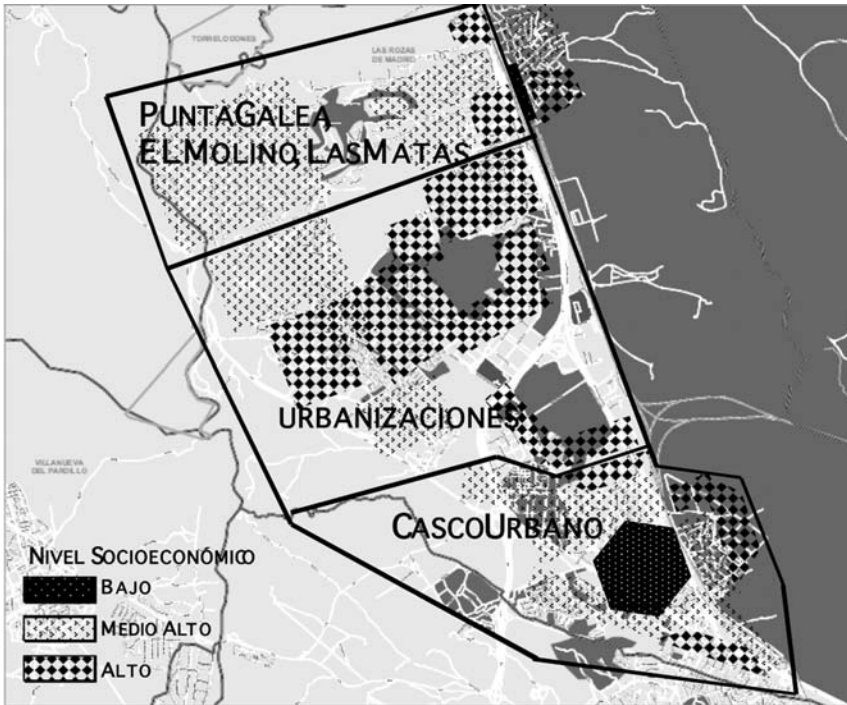 TORRELODONES
LAS ROZAS
DE MADRID
PUNTAGALEA,
ELMOLINO, LASMATAS
URBANIZACIONES
VILLANUEVA
DEL PARDILLO
CASCOURBANO
NIVEL SOCIOECONÓMICO
BAJO
MEDIO ALTO
ALTO